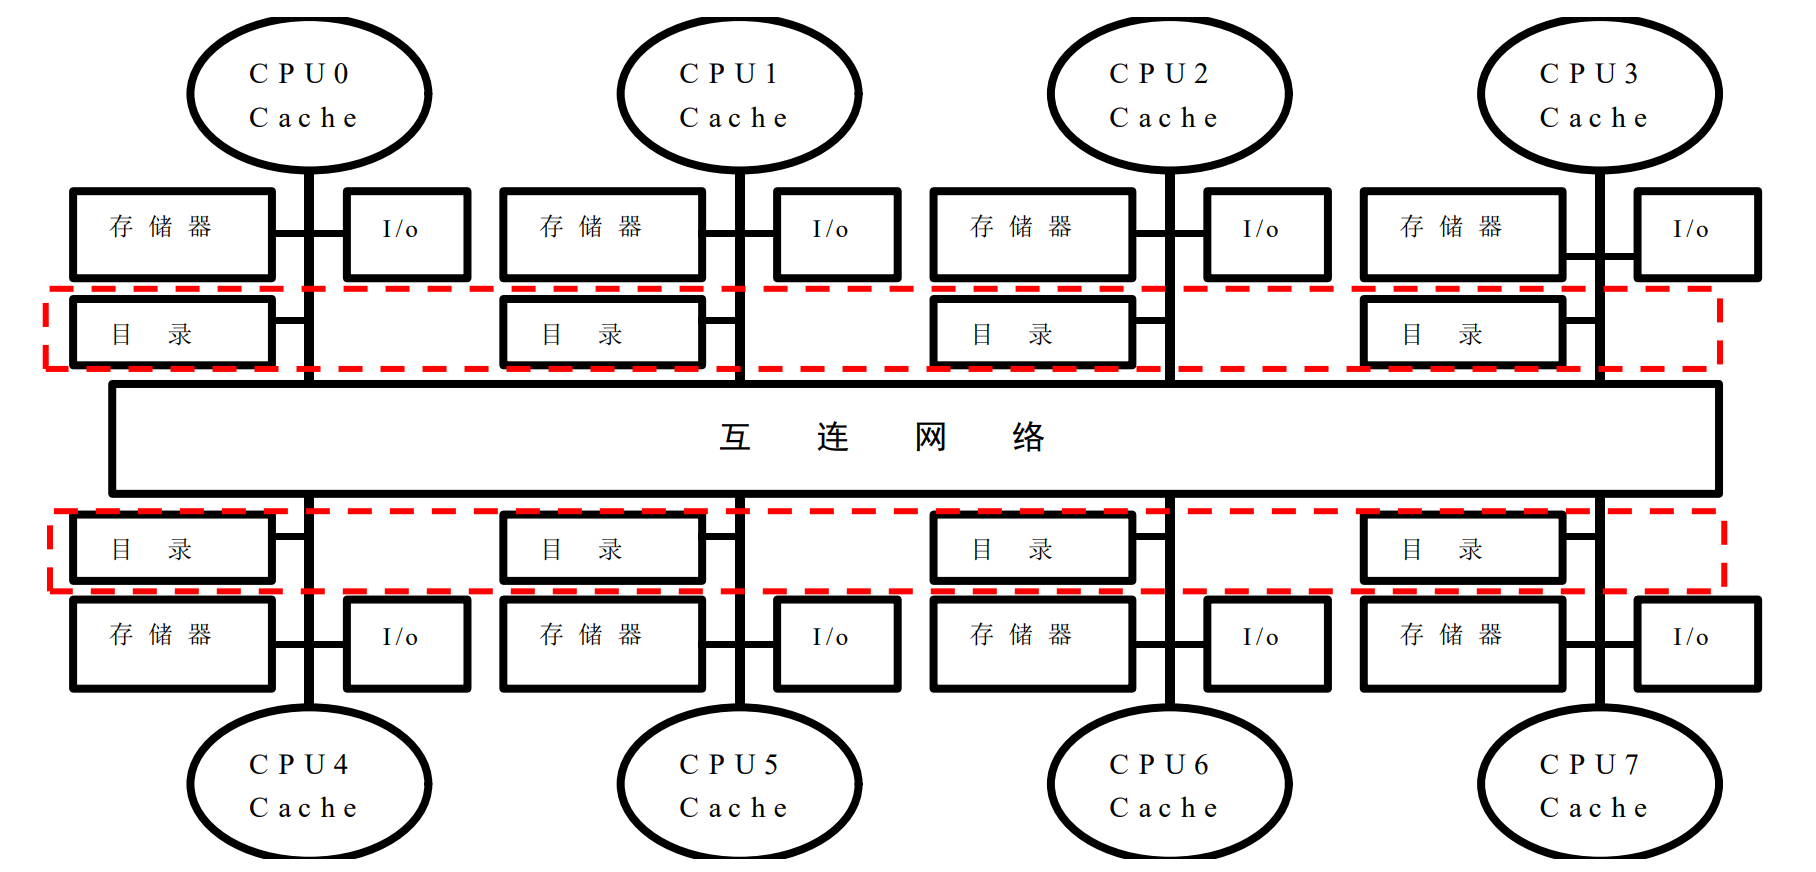 CPU0
Cache
CPU1
Cache
CPU2
Cache
CPU3
Cache
存储器
I/o
存储器
I/o
存储器
I/o
存储器
I/o
目录
目录
目录
目录
互连网络
目录
目录
目录
目录
存储器
I/o
存储器
I/o
存储器
I/o
存储器
I/o
CPU4
Cache
CPU5
Cache
CPU6
Cache
CPU7
Cache